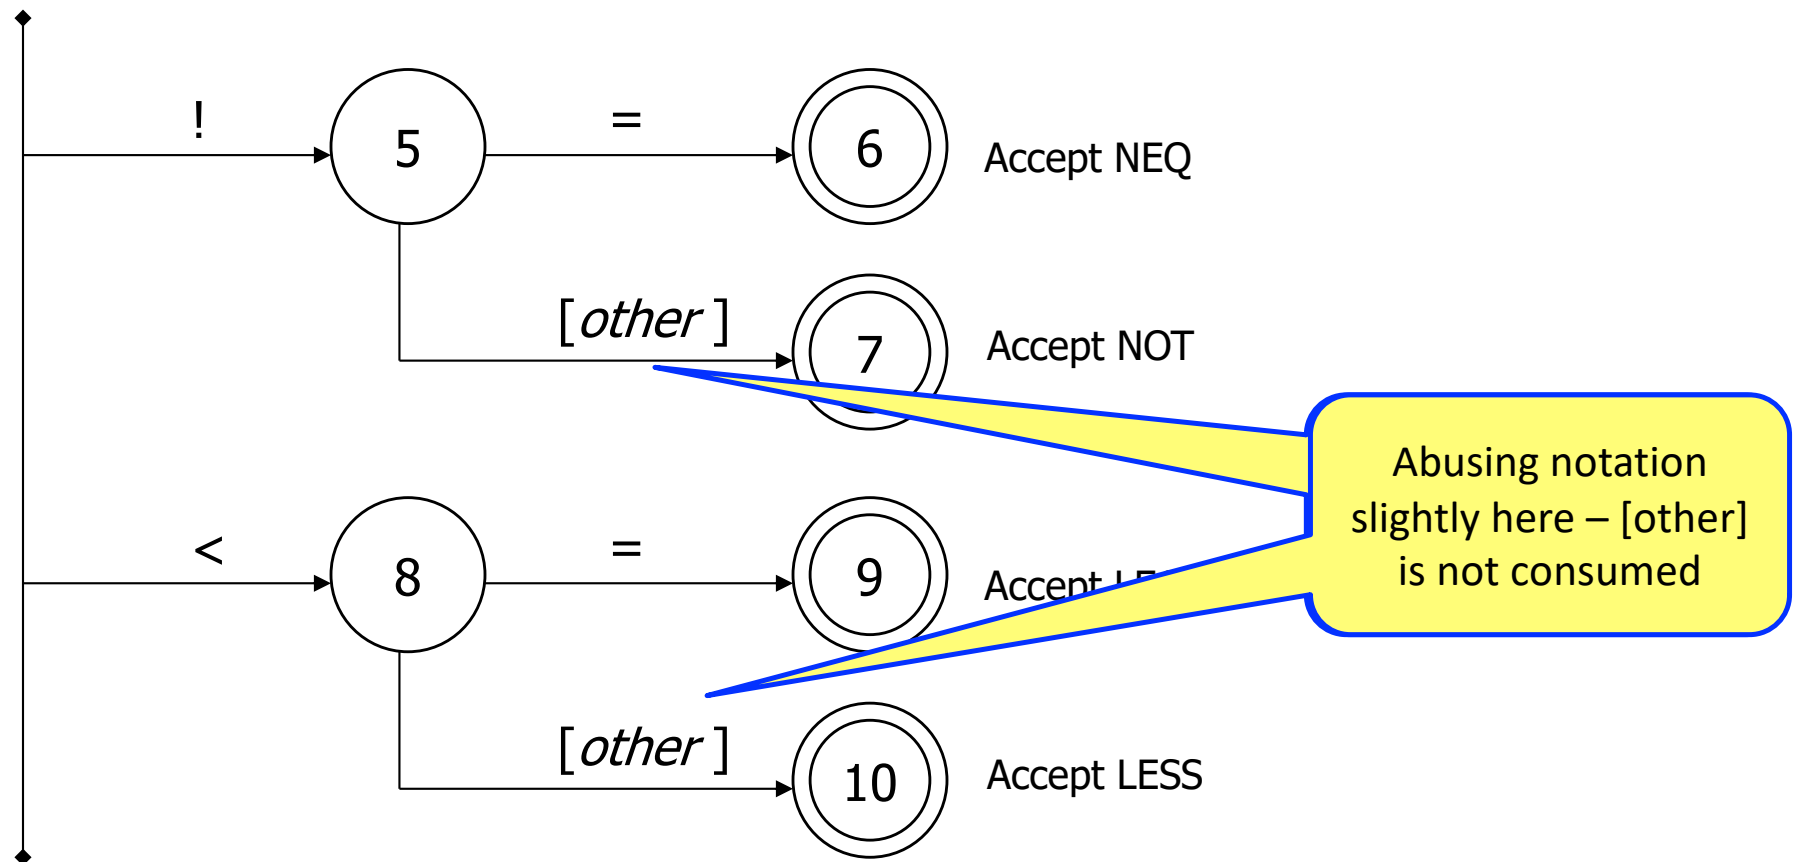 !
5
=
6
Accept NEQ
[other]
7
Accept NOT
Abusing notation
slightly here – [other]
is not consumed
<
8
=
9
Accept
[other]
10
Accept LESS